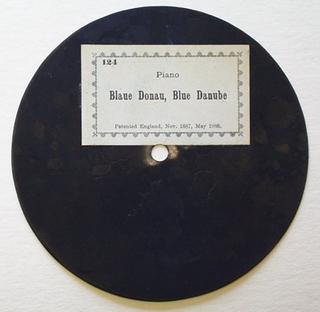 124
Piano
Blaue Donau, Blue Danube
Patented England, Nov. 1887, May 1888.